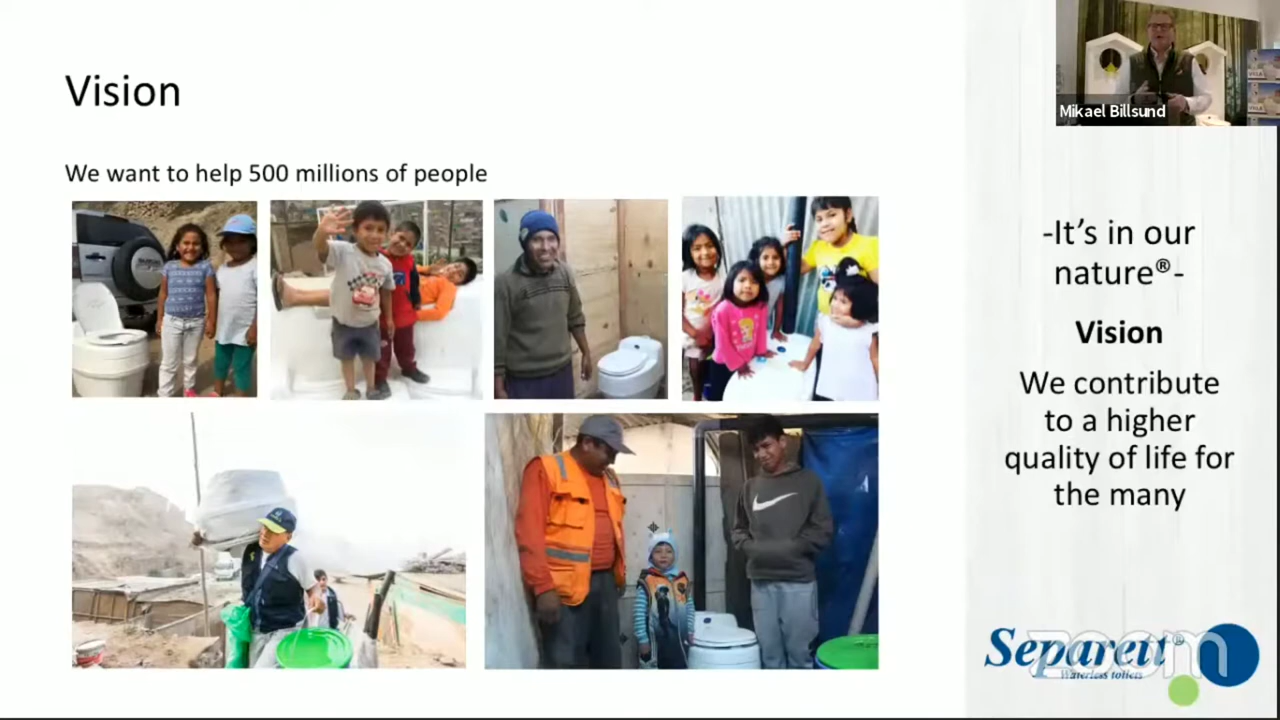 Vision
We want to help 500 millions of people
Mikael Billsund
-It's in our
nature®-
Vision
We contribute
to a higher
quality of life for
the many
Separett®
Waterless toilets
zoom